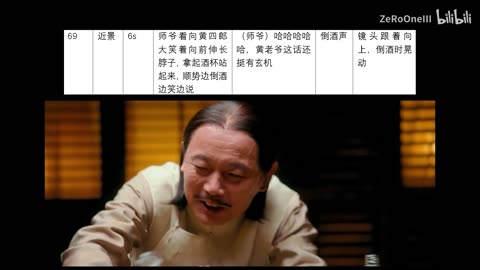 ZeRoOneIII bilibili
69 近景 6s 师爷看向黄四郎 （师爷）哈哈哈哈 倒酒声 镜头跟着向
大笑着向前伸长 哈，黄老爷这话还 上，倒酒时晃
脖子，拿起酒杯站 挺有玄机 动
起来，顺势边倒酒
边笑边说